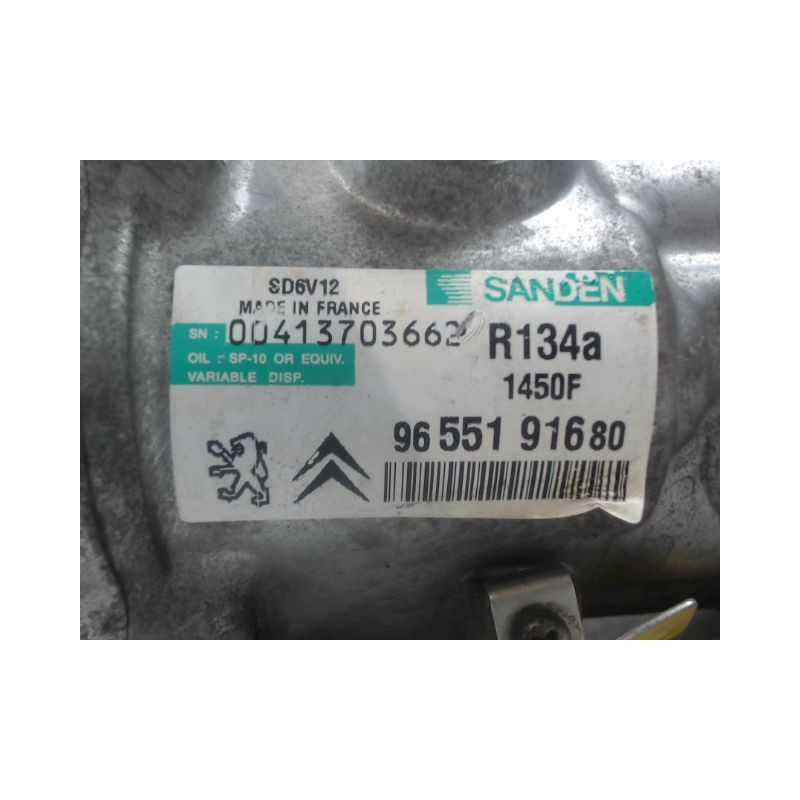 SD6V12
SANDEN
MADE IN FRANCE
SN : 00413703662
R134a
OIL : SP-10 OR EQUIV.
VARIABLE DISP.
1450F
96 551 916 80